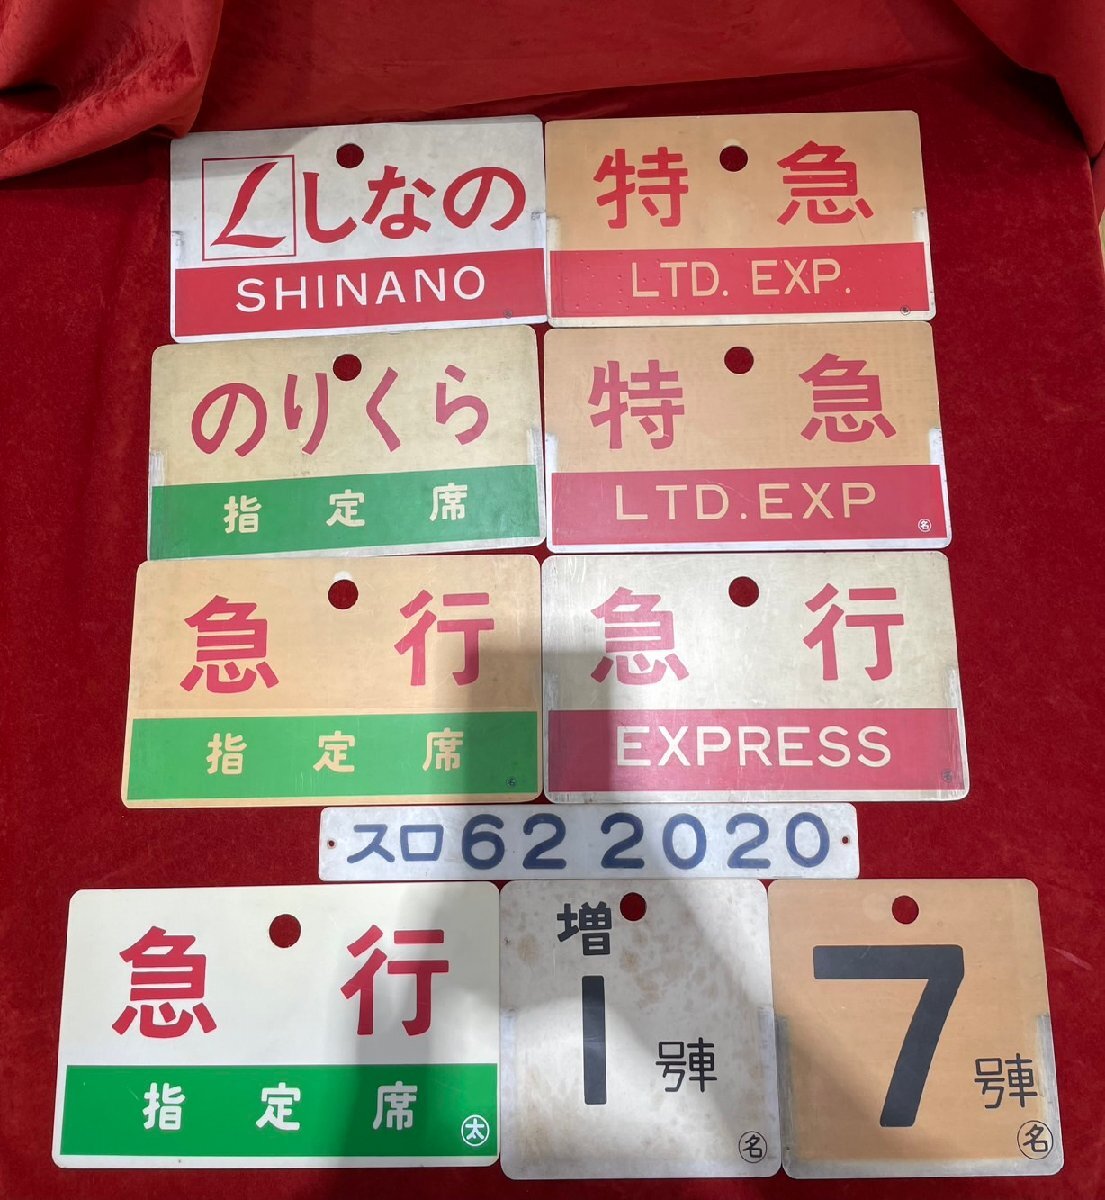 Lしなの
SHINANO
特急
LTD. EXP.
のりくら
指定席
特急
LTD.EXP
名
急行
指定席
名
急行
EXPRESS
スロ62 2020
急行
指定席
太
増
1
号車
名
7
号車
名